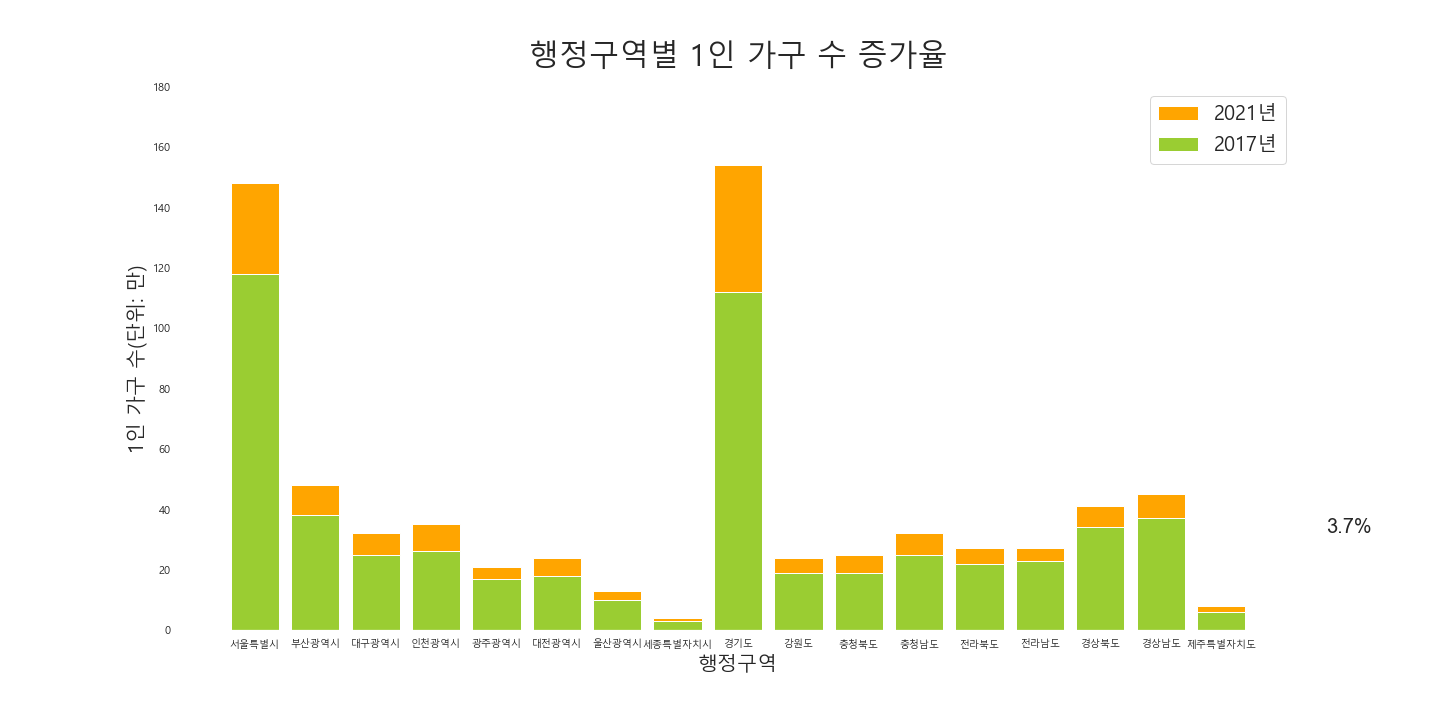 행정구역별 1인 가구 수 증가율
2021년
2017년
1인 가구 수(단위: 만)
180
160
140
120
100
80
60
40
20
0
3.7%
서울특별시 부산광역시 대구광역시 인천광역시 광주광역시 대전광역시 울산광역시 세종특별자치시 경기도 강원도 충청북도 충청남도 전라북도 전라남도 경상북도 경상남도 제주특별자치도
행정구역